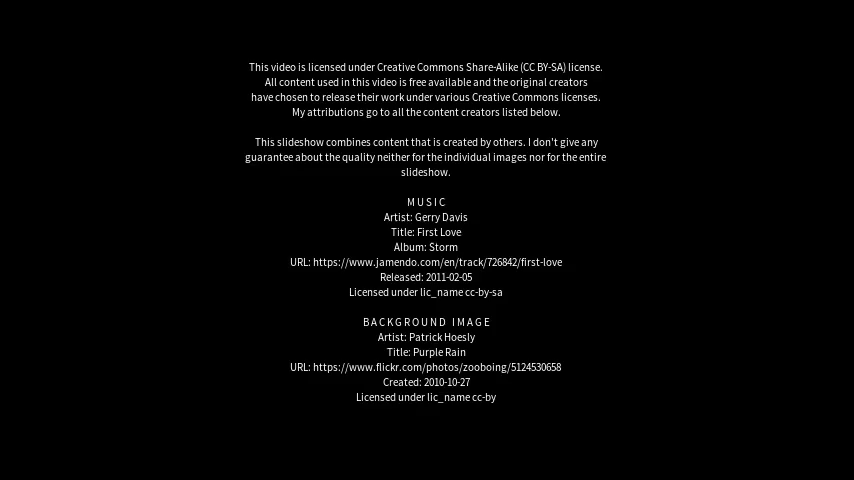 This video is licensed under Creative Commons Share-Alike (CC BY-SA) license.
All content used in this video is free available and the original creators
have chosen to release their work under various Creative Commons licenses.
My attributions go to all the content creators listed below.
This slideshow combines content that is created by others. I don't give any
guarantee about the quality neither for the individual images nor for the entire
slideshow.
MUSIC
Artist: Gerry Davis
Title: First Love
Album: Storm
URL: https://www.jamendo.com/en/track/726842/first-love
Released: 2011-02-05
Licensed under lic_name cc-by-sa
BACKGROUND IMAGE
Artist: Patrick Hoesly
Title: Purple Rain
URL: https://www.flickr.com/photos/zooboing/5124530658
Created: 2010-10-27
Licensed under lic_name cc-by